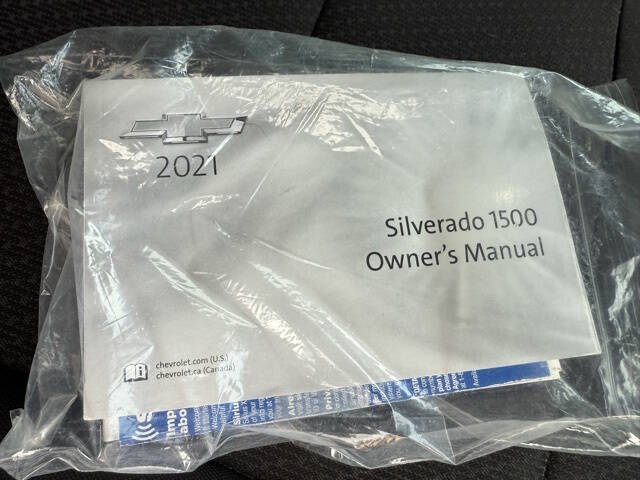 2021
Silverado 1500
Owner's Manual
chevrolet.com (U.S.)
chevrolet.ca (Canada)